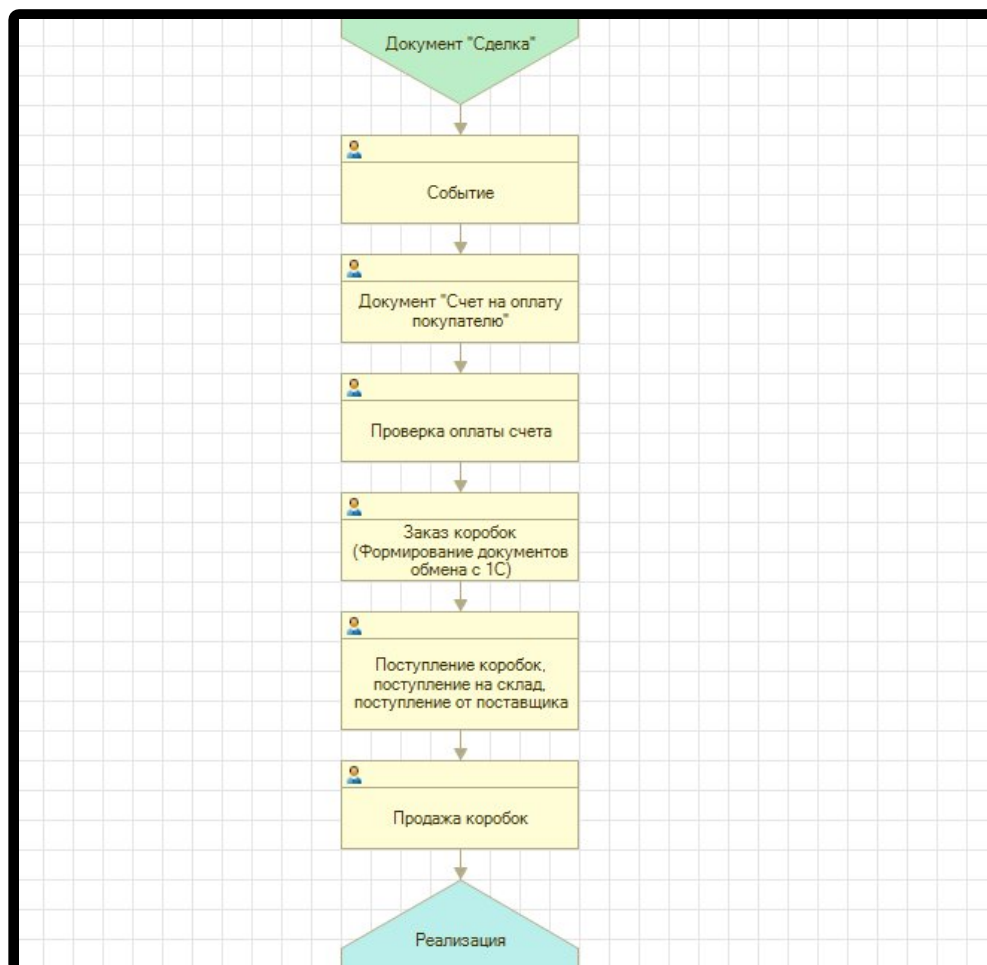 Документ "Сделка"
Событие
Документ "Счет на оплату
покупателю"
Проверка оплаты счета
Заказ коробок
(Формирование документов
обмена с 1С)
Поступление коробок,
поступление на склад,
поступление от поставщика
Продажа коробок
Реализация